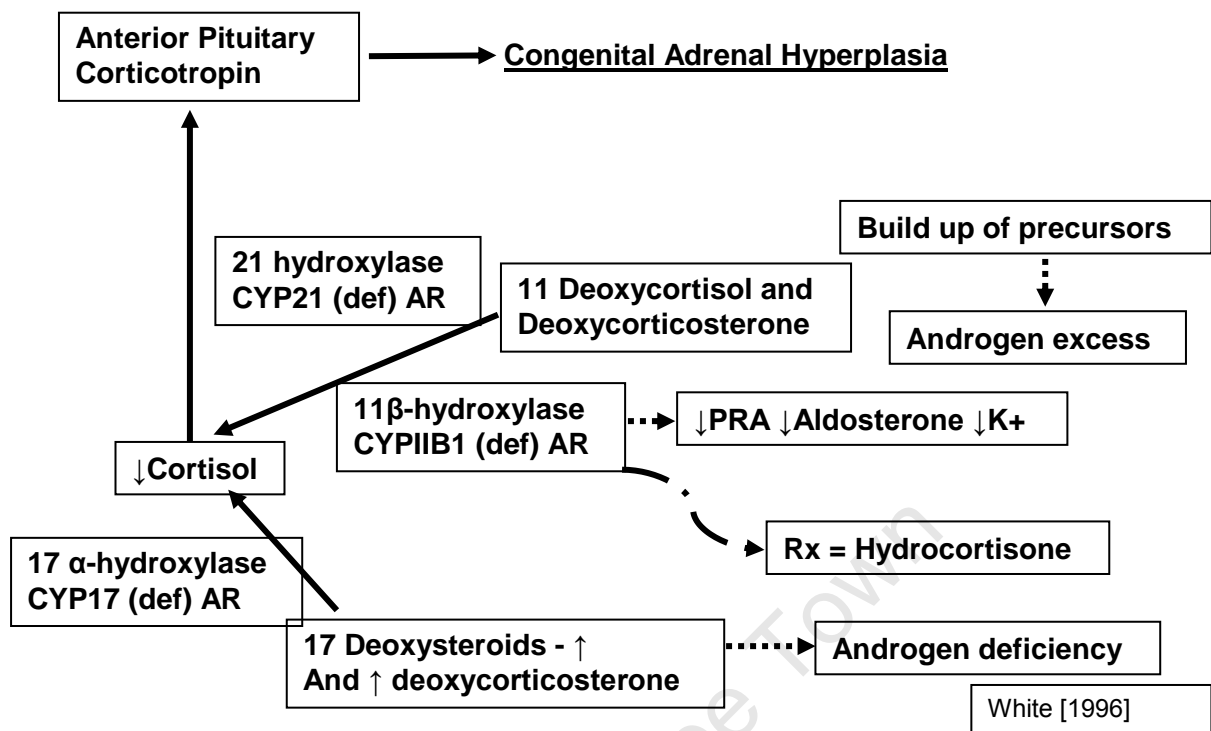 Anterior Pituitary
Corticotropin
Congenital Adrenal Hyperplasia
Build up of precursors
21 hydroxylase
CYP21 (def) AR
11 Deoxycortisol and
Deoxycorticosterone
Androgen excess
11β-hydroxylase
CYPIIB1 (def) AR
↓PRA ↓Aldosterone ↓K+
↓Cortisol
Rx = Hydrocortisone
17 α-hydroxylase
CYP17 (def) AR
17 Deoxysteroids - ↑
And ↑ deoxycorticosterone
Androgen deficiency
White [1996]
Town